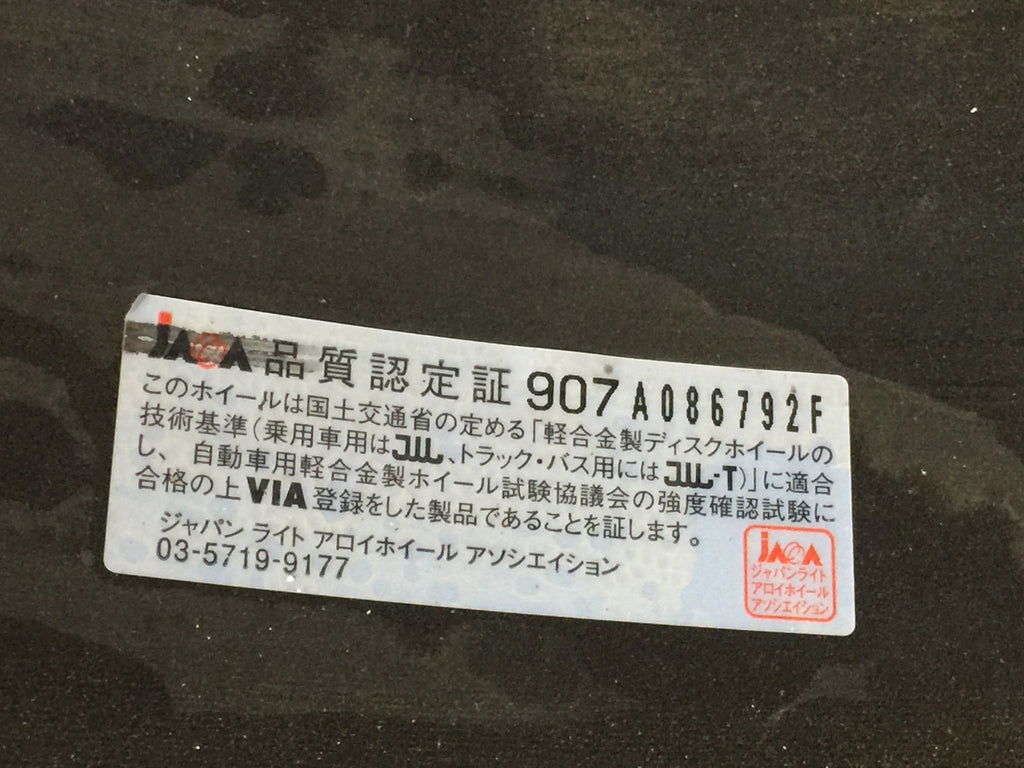 JAWA 品質認定証 907A086792F
このホイールは国土交通省の定める「軽合金製ディスクホイールの
技術基準(乗用車用はJWL、トラック・バス用にはJWL-T)」に適合
し、自動車用軽合金製ホイール試験協議会の強度確認試験に
合格の上VIA登録をした製品であることを証します。
ジャパン ライト アロイホイール アソシエイション
03-5719-9177
JAWA
ジャパンライト
アロイホイール
アソシエイション